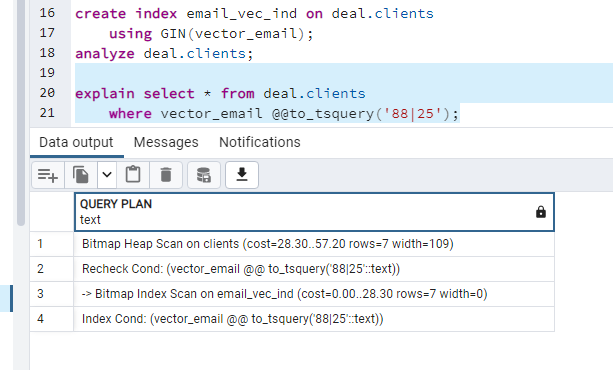 16 create index email_vec_ind on deal.clients
17 using GIN(vector_email);
18 analyze deal.clients;
19
20 explain select * from deal.clients
21 where vector_email @@to_tsquery('88|25');
Data output Messages Notifications
QUERY PLAN
text
1 Bitmap Heap Scan on clients (cost=28.30..57.20 rows=7 width=109)
2 Recheck Cond: (vector_email @@ to_tsquery('88|25'::text))
3 -> Bitmap Index Scan on email_vec_ind (cost=0.00..28.30 rows=7 width=0)
4 Index Cond: (vector_email @@ to_tsquery('88|25'::text))